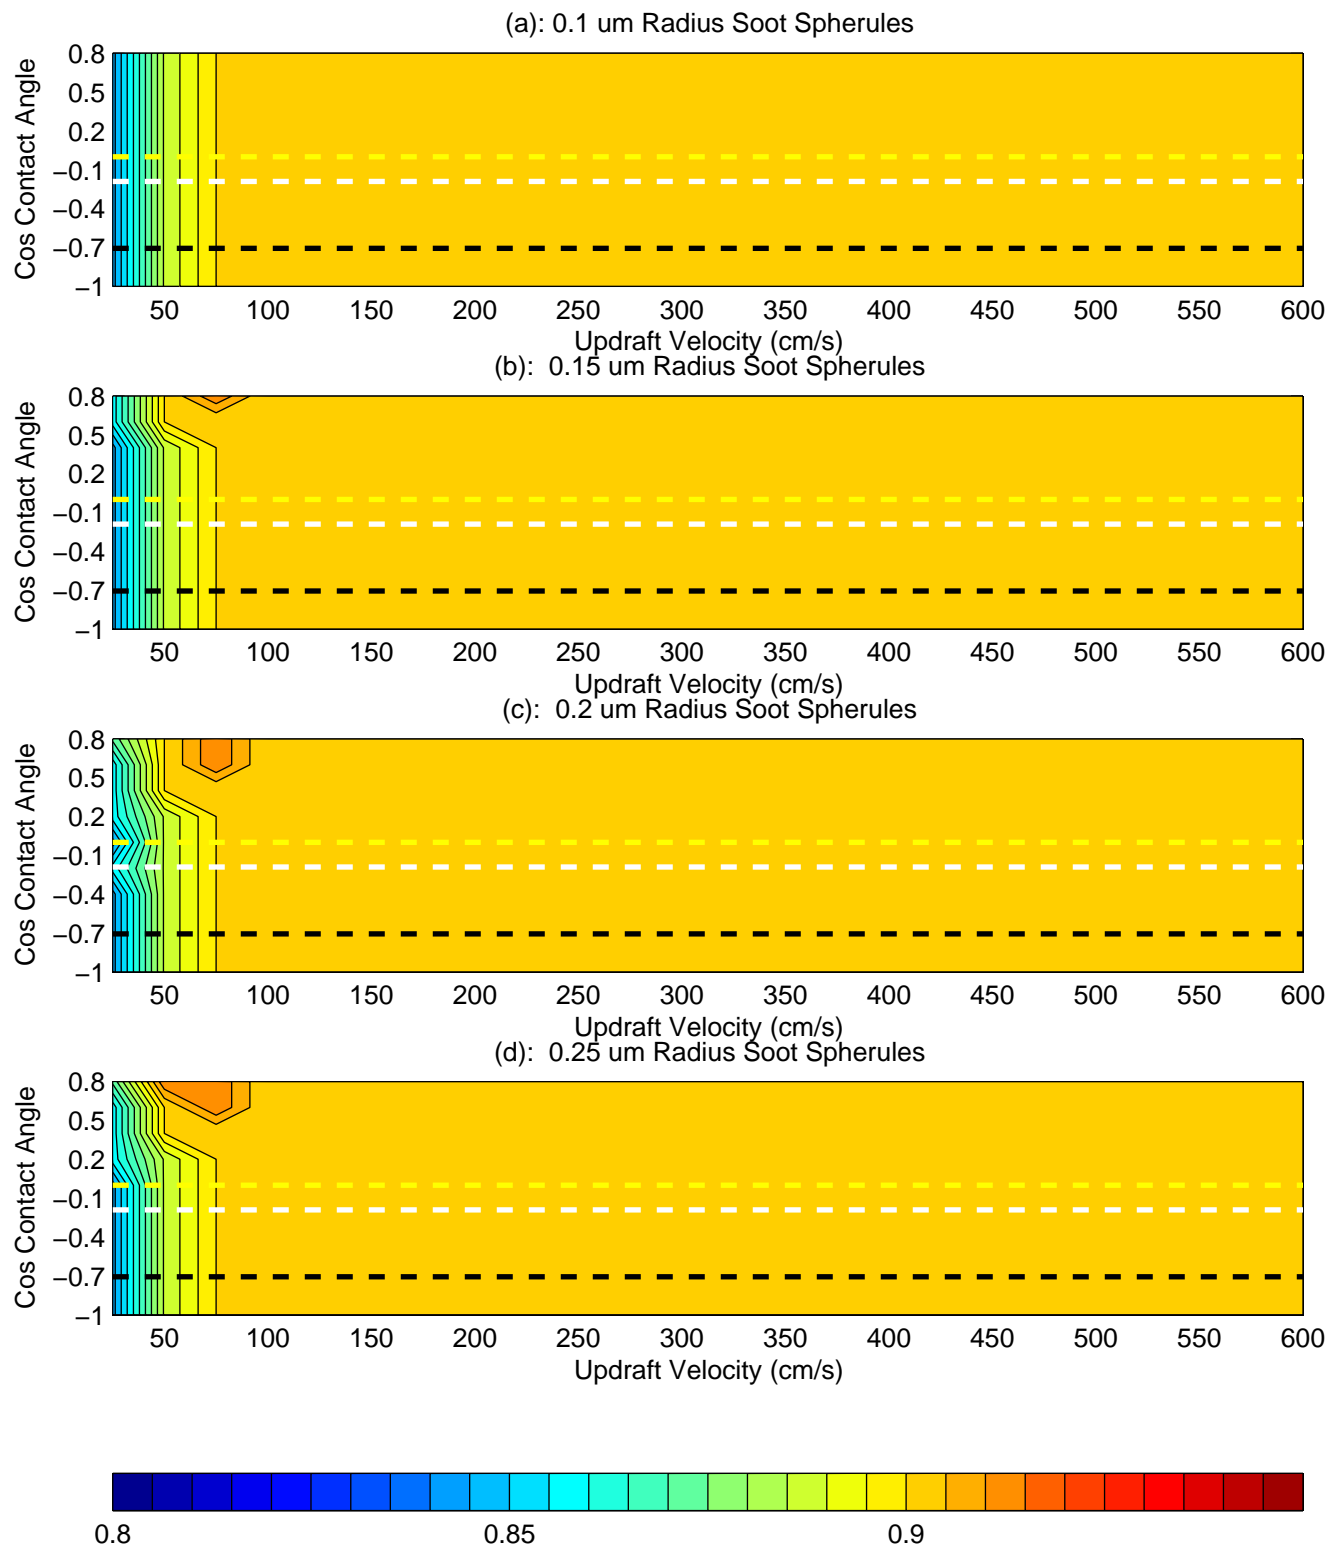 (a): 0.1 um Radius Soot Spherules
Cos Contact Angle
0.8
0.5
0.2
−0.1
−0.4
−0.7
−1
50 100 150 200 250 300 350 400 450 500 550 600
Updraft Velocity (cm/s)
(b): 0.15 um Radius Soot Spherules
Cos Contact Angle
0.8
0.5
0.2
−0.1
−0.4
−0.7
−1
50 100 150 200 250 300 350 400 450 500 550 600
Updraft Velocity (cm/s)
(c): 0.2 um Radius Soot Spherules
Cos Contact Angle
0.8
0.5
0.2
−0.1
−0.4
−0.7
−1
50 100 150 200 250 300 350 400 450 500 550 600
Updraft Velocity (cm/s)
(d): 0.25 um Radius Soot Spherules
Cos Contact Angle
0.8
0.5
0.2
−0.1
−0.4
−0.7
−1
50 100 150 200 250 300 350 400 450 500 550 600
Updraft Velocity (cm/s)
0.8 0.85 0.9